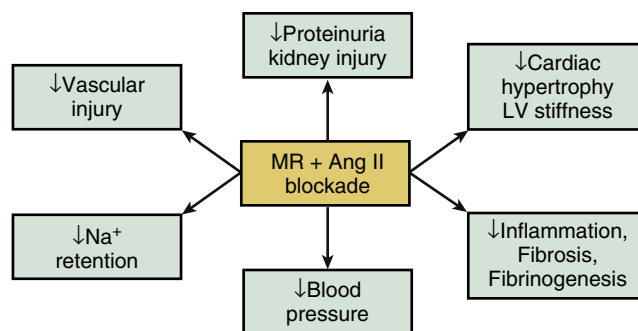 ↓Proteinuria
kidney injury
↓Vascular
injury
↓Cardiac
hypertrophy
LV stiffness
MR + Ang II
blockade
↓Na⁺
retention
↓Blood
pressure
↓Inflammation,
Fibrosis,
Fibrinogenesis